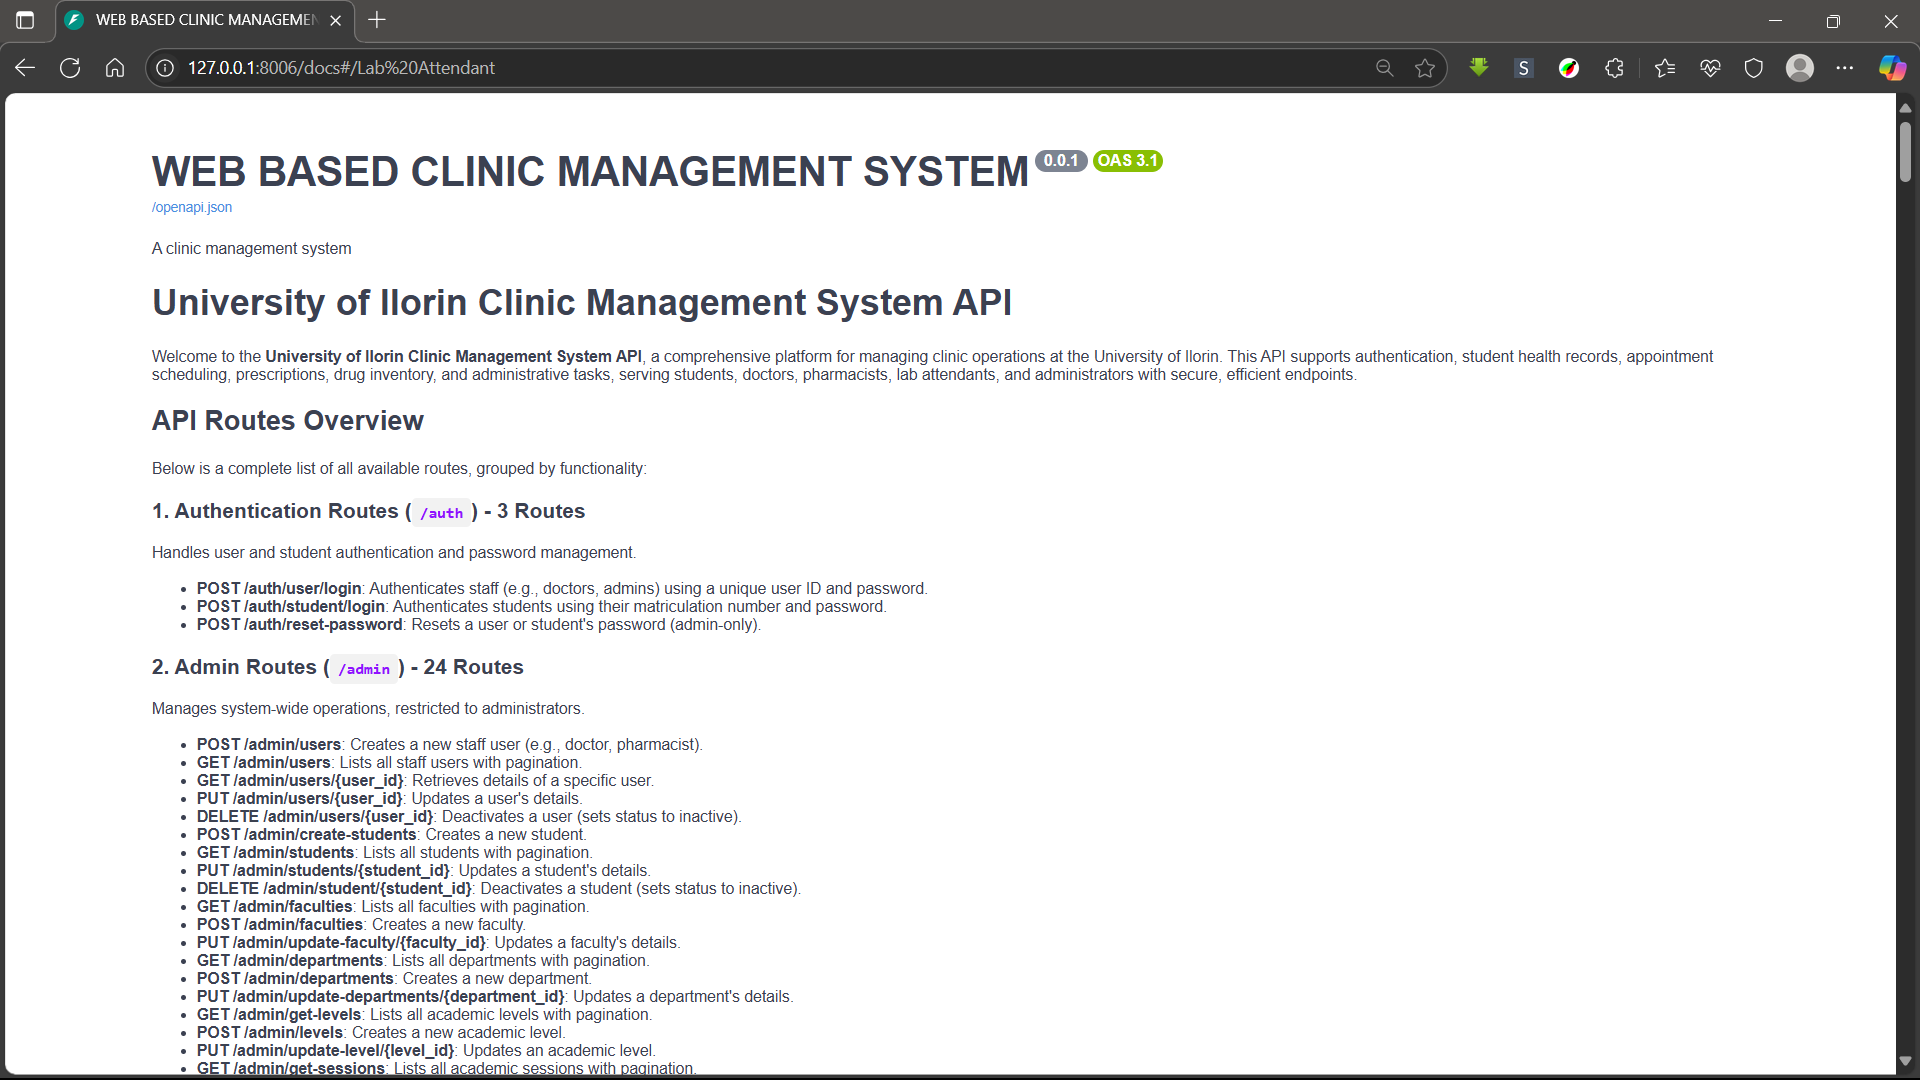 WEB BASED CLINIC MANAGEMEN
127.0.0.1:8006/docs#/Lab%20Attendant
S
WEB BASED CLINIC MANAGEMENT SYSTEM 0.0.1 OAS 3.1
/openapi.json
A clinic management system
University of Ilorin Clinic Management System API
Welcome to the University of Ilorin Clinic Management System API, a comprehensive platform for managing clinic operations at the University of Ilorin. This API supports authentication, student health records, appointment
scheduling, prescriptions, drug inventory, and administrative tasks, serving students, doctors, pharmacists, lab attendants, and administrators with secure, efficient endpoints.
API Routes Overview
Below is a complete list of all available routes, grouped by functionality:
1. Authentication Routes ( /auth ) - 3 Routes
Handles user and student authentication and password management.
• POST /auth/user/login: Authenticates staff (e.g., doctors, admins) using a unique user ID and password.
• POST /auth/student/login: Authenticates students using their matriculation number and password.
• POST /auth/reset-password: Resets a user or student's password (admin-only).
2. Admin Routes ( /admin ) - 24 Routes
Manages system-wide operations, restricted to administrators.
• POST /admin/users: Creates a new staff user (e.g., doctor, pharmacist).
• GET /admin/users: Lists all staff users with pagination.
• GET /admin/users/{user_id}: Retrieves details of a specific user.
• PUT /admin/users/{user_id}: Updates a user's details.
• DELETE /admin/users/{user_id}: Deactivates a user (sets status to inactive).
• POST /admin/create-students: Creates a new student.
• GET /admin/students: Lists all students with pagination.
• PUT /admin/students/{student_id}: Updates a student's details.
• DELETE /admin/student/{student_id}: Deactivates a student (sets status to inactive).
• GET /admin/faculties: Lists all faculties with pagination.
• POST /admin/faculties: Creates a new faculty.
• PUT /admin/update-faculty/{faculty_id}: Updates a faculty's details.
• GET /admin/departments: Lists all departments with pagination.
• POST /admin/departments: Creates a new department.
• PUT /admin/update-departments/{department_id}: Updates a department's details.
• GET /admin/get-levels: Lists all academic levels with pagination.
• POST /admin/levels: Creates a new academic level.
• PUT /admin/update-level/{level_id}: Updates an academic level.
• GET /admin/get-sessions: Lists all academic sessions with pagination.